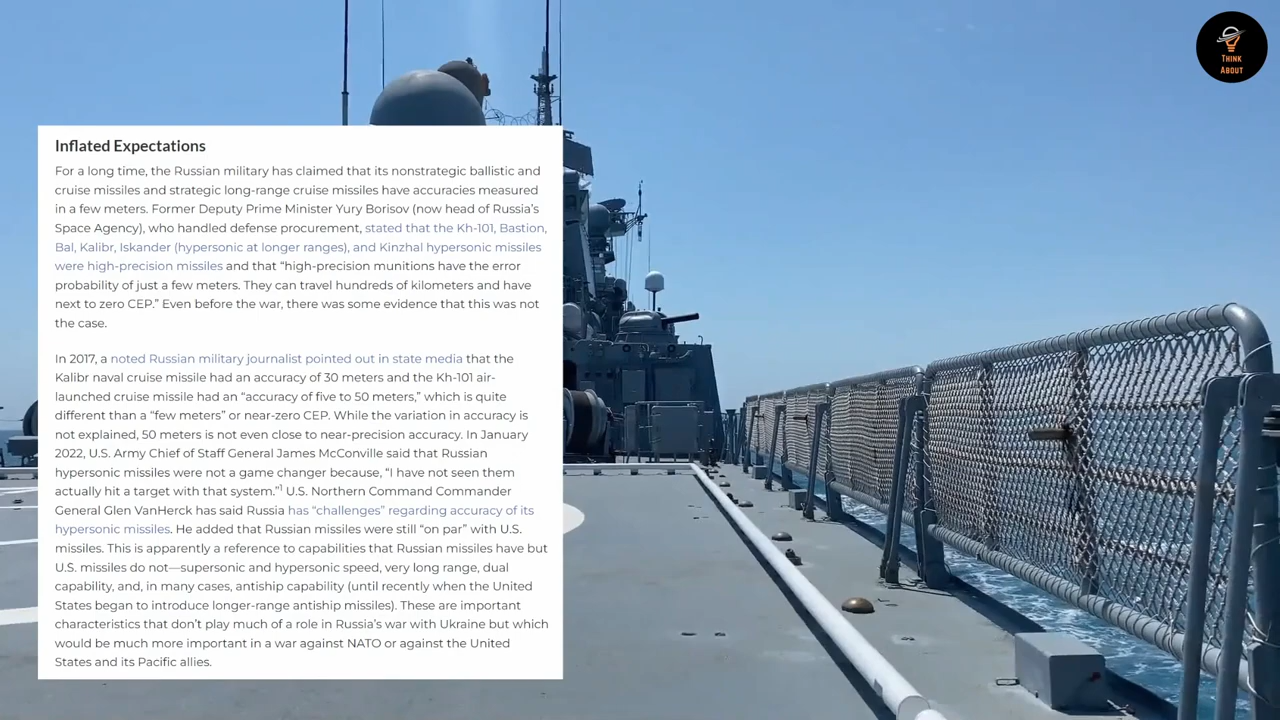 THINK
ABOUT
Inflated Expectations
For a long time, the Russian military has claimed that its nonstrategic ballistic and
cruise missiles and strategic long-range cruise missiles have accuracies measured
in a few meters. Former Deputy Prime Minister Yury Borisov (now head of Russia's
Space Agency), who handled defense procurement, stated that the Kh-101, Bastion,
Bal, Kalibr, Iskander (hypersonic at longer ranges), and Kinzhal hypersonic missiles
were high-precision missiles and that “high-precision munitions have the error
probability of just a few meters. They can travel hundreds of kilometers and have
next to zero CEP.” Even before the war, there was some evidence that this was not
the case.
In 2017, a noted Russian military journalist pointed out in state media that the
Kalibr naval cruise missile had an accuracy of 30 meters and the Kh-101 air-
launched cruise missile had an “accuracy of five to 50 meters,” which is quite
different than a “few meters” or near-zero CEP. While the variation in accuracy is
not explained, 50 meters is not even close to near-precision accuracy. In January
2022, U.S. Army Chief of Staff General James McConville said that Russian
hypersonic missiles were not a game changer because, “I have not seen them
actually hit a target with that system.”1 U.S. Northern Command Commander
General Glen VanHerck has said Russia has “challenges” regarding accuracy of its
hypersonic missiles. He added that Russian missiles were still “on par” with U.S.
missiles. This is apparently a reference to capabilities that Russian missiles have but
U.S. missiles do not—supersonic and hypersonic speed, very long range, dual
capability, and, in many cases, antiship capability (until recently when the United
States began to introduce longer-range antiship missiles). These are important
characteristics that don't play much of a role in Russia's war with Ukraine but which
would be much more important in a war against NATO or against the United
States and its Pacific allies.